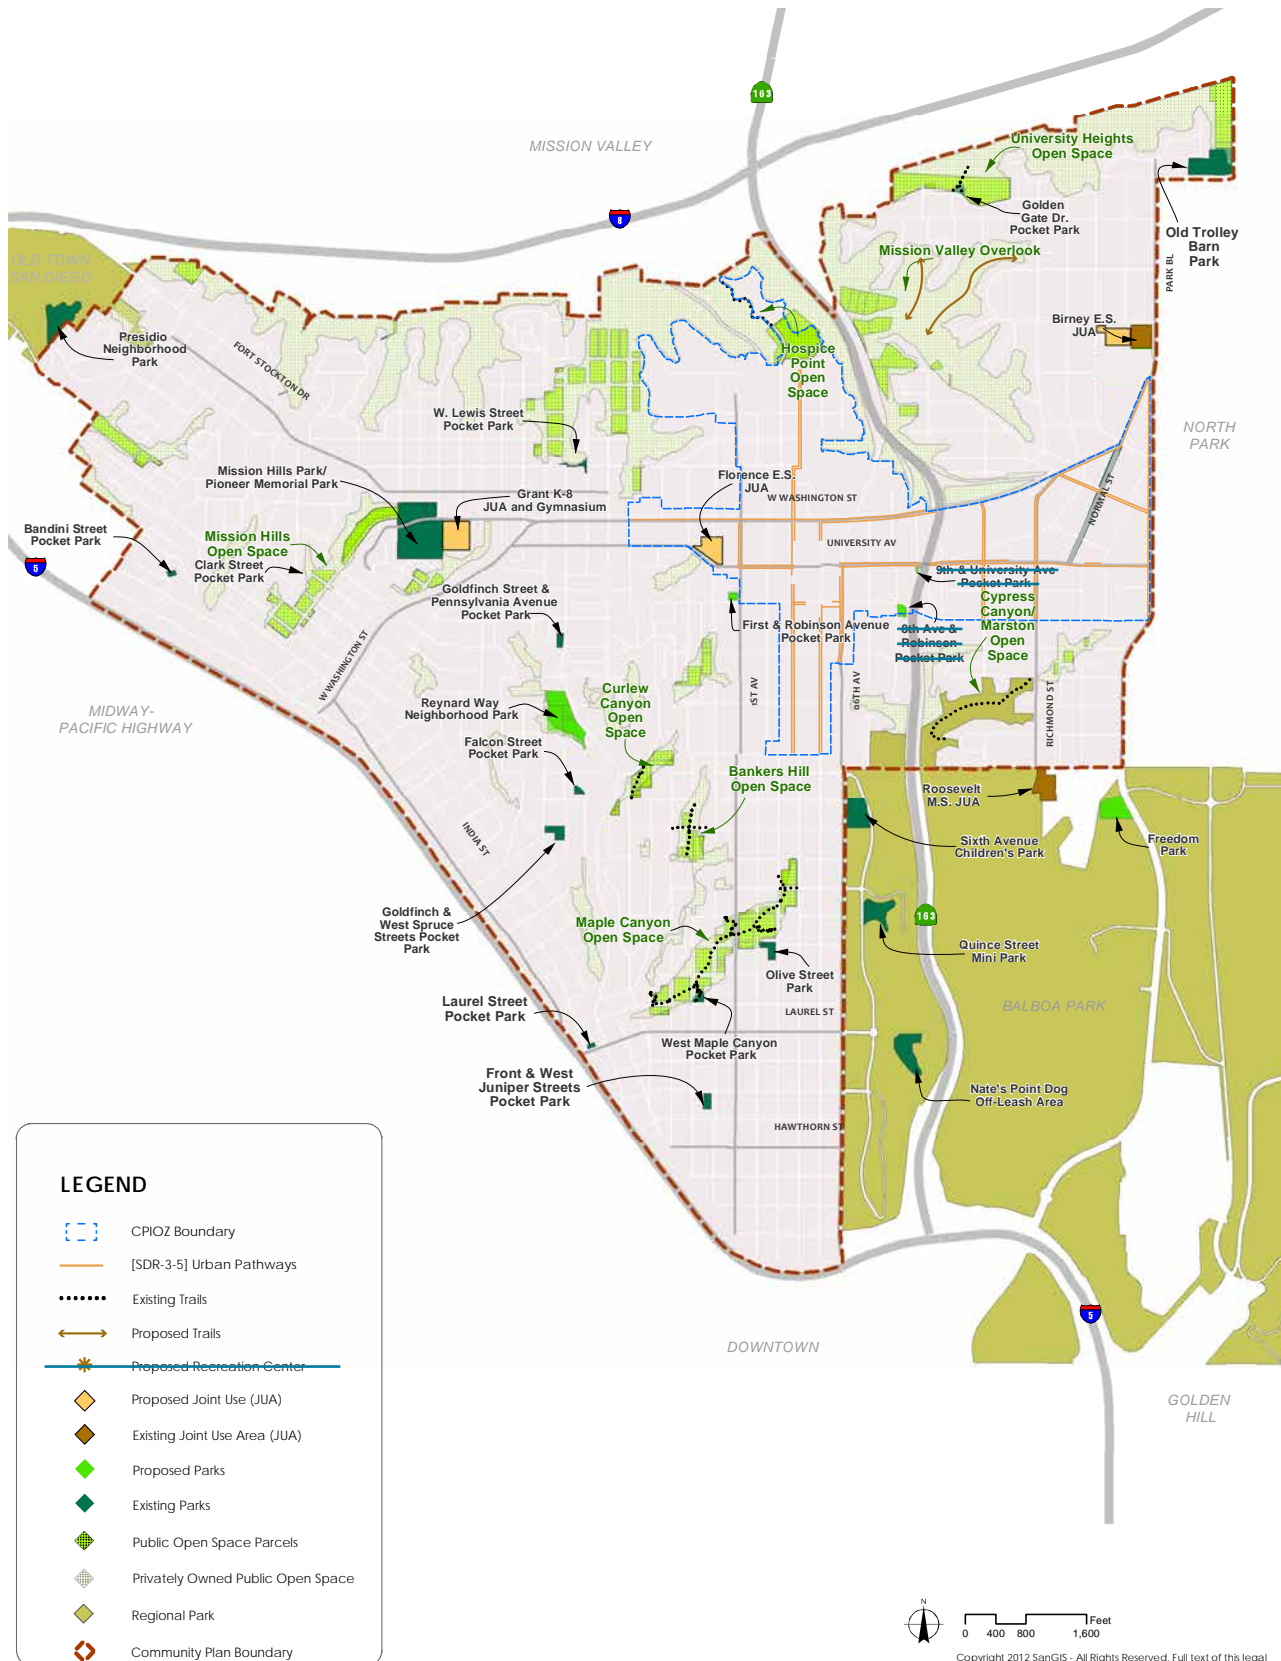 163
MISSION VALLEY
University Heights
Open Space
Golden
Gate Dr.
Pocket Park
Old Trolley
Barn
Park
PARK BL
8
OLD TOWN
SAN DIEGO
Mission Valley Overlook
Presidio
Neighborhood
Park
FORT STOCKTON DR
Birney E.S.
JUA
Hospice
Point
Open
Space
W. Lewis Street
Pocket Park
NORTH
PARK
Mission Hills Park/
Pioneer Memorial Park
Grant K-8
JUA and Gymnasium
Florence E.S.
JUA
W WASHINGTON ST
NORMAL ST
Bandini Street
Pocket Park
Mission Hills
Open Space
Clark Street
Pocket Park
UNIVERSITY AV
5
9th & University Ave
Pocket Park
Goldfinch Street &
Pennsylvania Avenue
Pocket Park
Cypress
Canyon/
Marston
Open
Space
First & Robinson Avenue
Pocket Park
8th Ave &
Robinson
Pocket Park
W WASHINGTON ST
MIDWAY-
PACIFIC HIGHWAY
Reynard Way
Neighborhood Park
Curlew
Canyon
Open
Space
1ST AV
06TH AV
RICHMOND ST
Falcon Street
Pocket Park
Bankers Hill
Open Space
Roosevelt
M.S. JUA
INDIA ST
Sixth Avenue
Children's Park
Freedom
Park
Goldfinch &
West Spruce
Streets Pocket
Park
Maple Canyon
Open Space
163
Quince Street
Mini Park
Olive Street
Park
BALBOA PARK
Laurel Street
Pocket Park
LAUREL ST
West Maple Canyon
Pocket Park
Front & West
Juniper Streets
Pocket Park
Nate's Point Dog
Off-Leash Area
HAWTHORN ST
LEGEND
CPIOZ Boundary
[SDR-3-5] Urban Pathways
Existing Trails
Proposed Trails
Proposed Recreation Center
Proposed Joint Use (JUA)
Existing Joint Use Area (JUA)
Proposed Parks
Existing Parks
Public Open Space Parcels
Privately Owned Public Open Space
Regional Park
Community Plan Boundary
5
DOWNTOWN
GOLDEN
HILL
N
Feet
0 400 800 1,600
Copyright 2012 SanGIS - All Rights Reserved. Full text of this legal